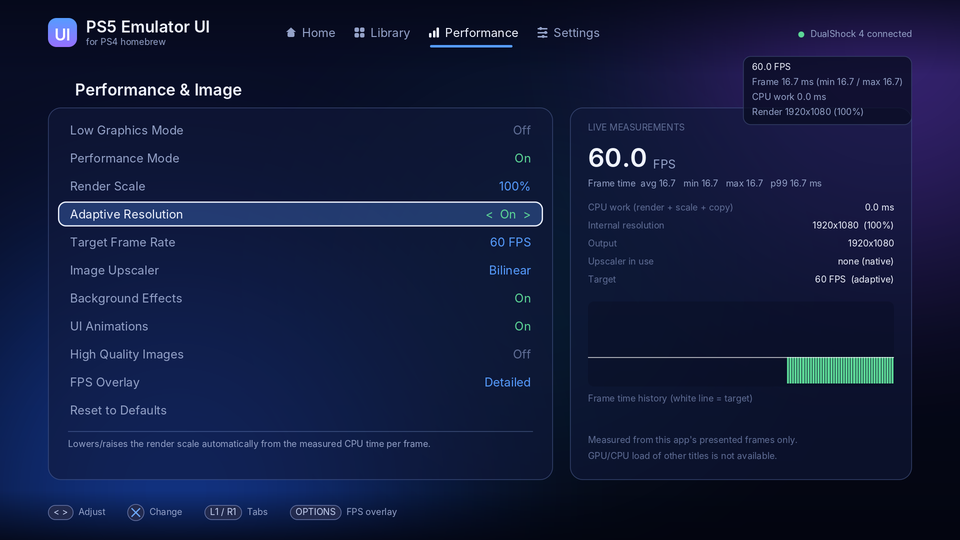 UI
PS5 Emulator UI
for PS4 homebrew
Home
Library
Performance
Settings
DualShock 4 connected
60.0 FPS
Frame 16.7 ms (min 16.7 / max 16.7)
CPU work 0.0 ms
Render 1920x1080 (100%)
Performance & Image
Low Graphics Mode Off
Performance Mode On
Render Scale 100%
Adaptive Resolution < On >
Target Frame Rate 60 FPS
Image Upscaler Bilinear
Background Effects On
UI Animations On
High Quality Images Off
FPS Overlay Detailed
Reset to Defaults
Lowers/raises the render scale automatically from the measured CPU time per frame.
LIVE MEASUREMENTS
60.0 FPS
Frame time avg 16.7 min 16.7 max 16.7 p99 16.7 ms
CPU work (render + scale + copy) 0.0 ms
Internal resolution 1920x1080 (100%)
Output 1920x1080
Upscaler in use none (native)
Target 60 FPS (adaptive)
Frame time history (white line = target)
Measured from this app's presented frames only.
GPU/CPU load of other titles is not available.
< > Adjust
Change
L1 / R1 Tabs
OPTIONS FPS overlay